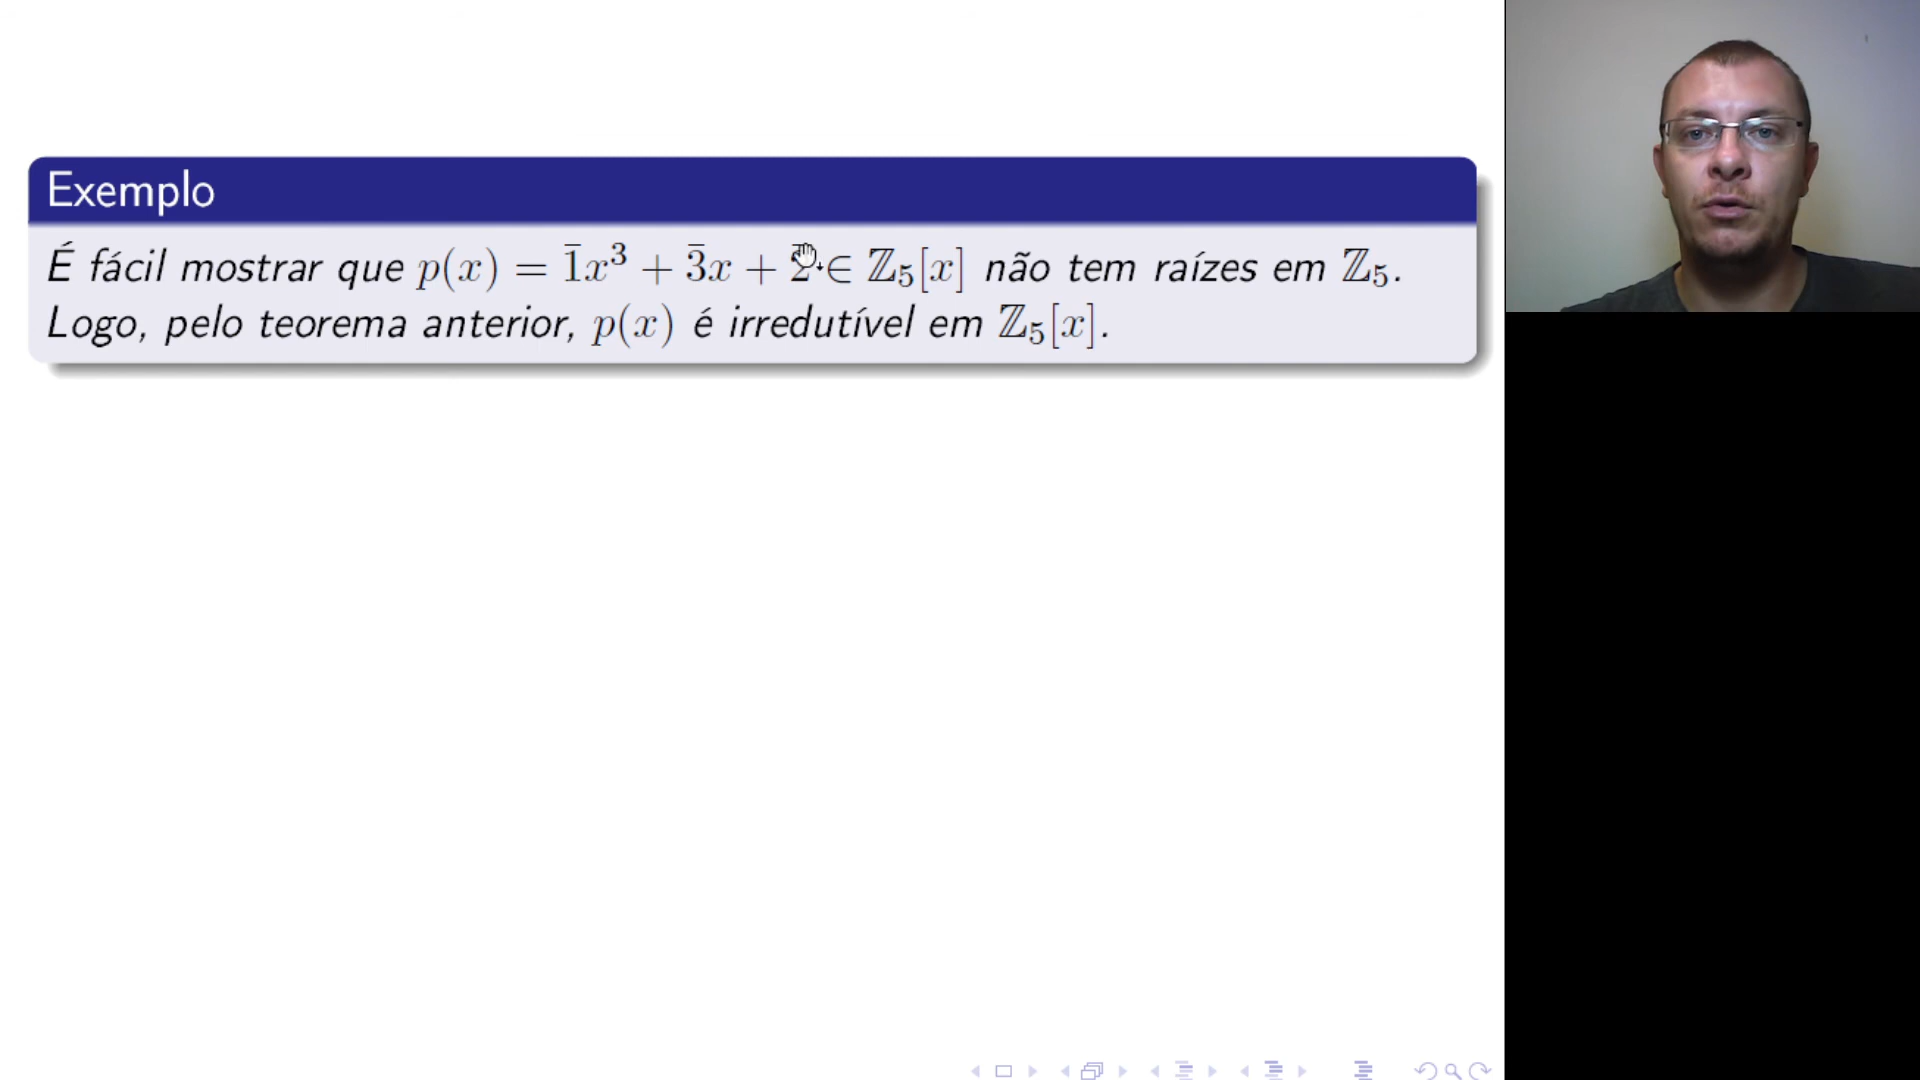 Exemplo
É fácil mostrar que p(x) = 1̄x³ + 3̄x + 2̄ ∈ ℤ₅[x] não tem raízes em ℤ₅.
Logo, pelo teorema anterior, p(x) é irredutível em ℤ₅[x].